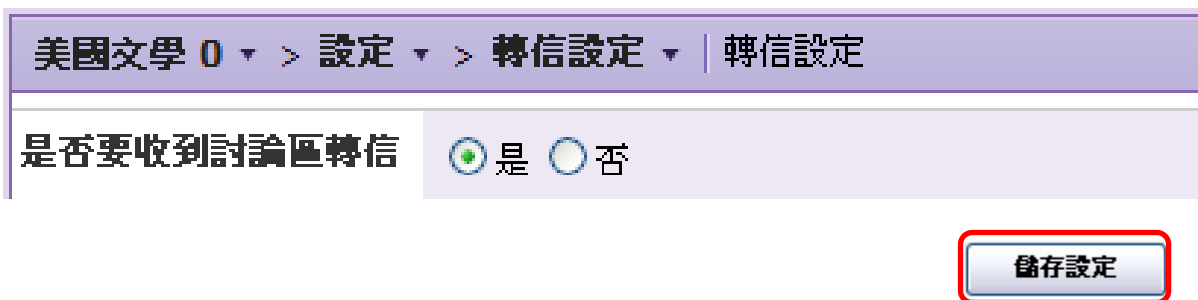 美國文學 0 ▼ > 設定 ▼ > 轉信設定 ▼ | 轉信設定
是否要收到討論區轉信 是 否
儲存設定